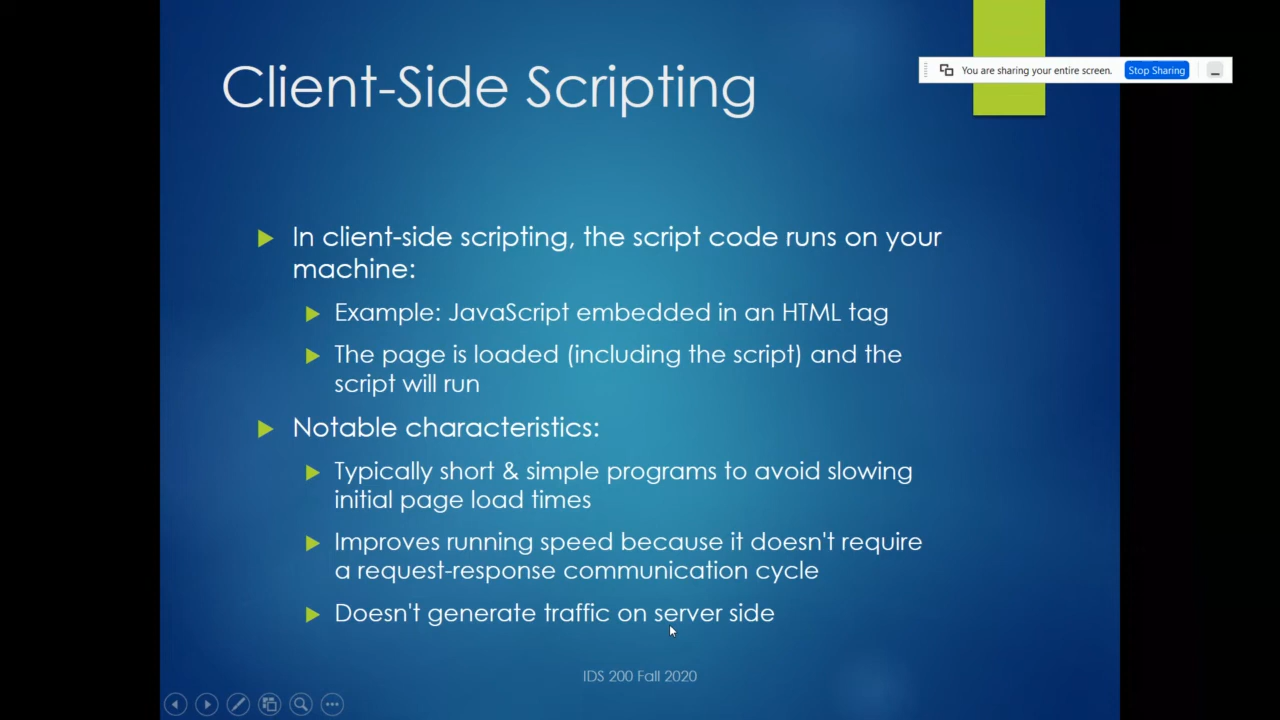 Client-Side Scripting
You are sharing your entire screen.
Stop Sharing
In client-side scripting, the script code runs on your
machine:
Example: JavaScript embedded in an HTML tag
The page is loaded (including the script) and the
script will run
Notable characteristics:
Typically short & simple programs to avoid slowing
initial page load times
Improves running speed because it doesn't require
a request-response communication cycle
Doesn't generate traffic on server side
IDS 200 Fall 2020